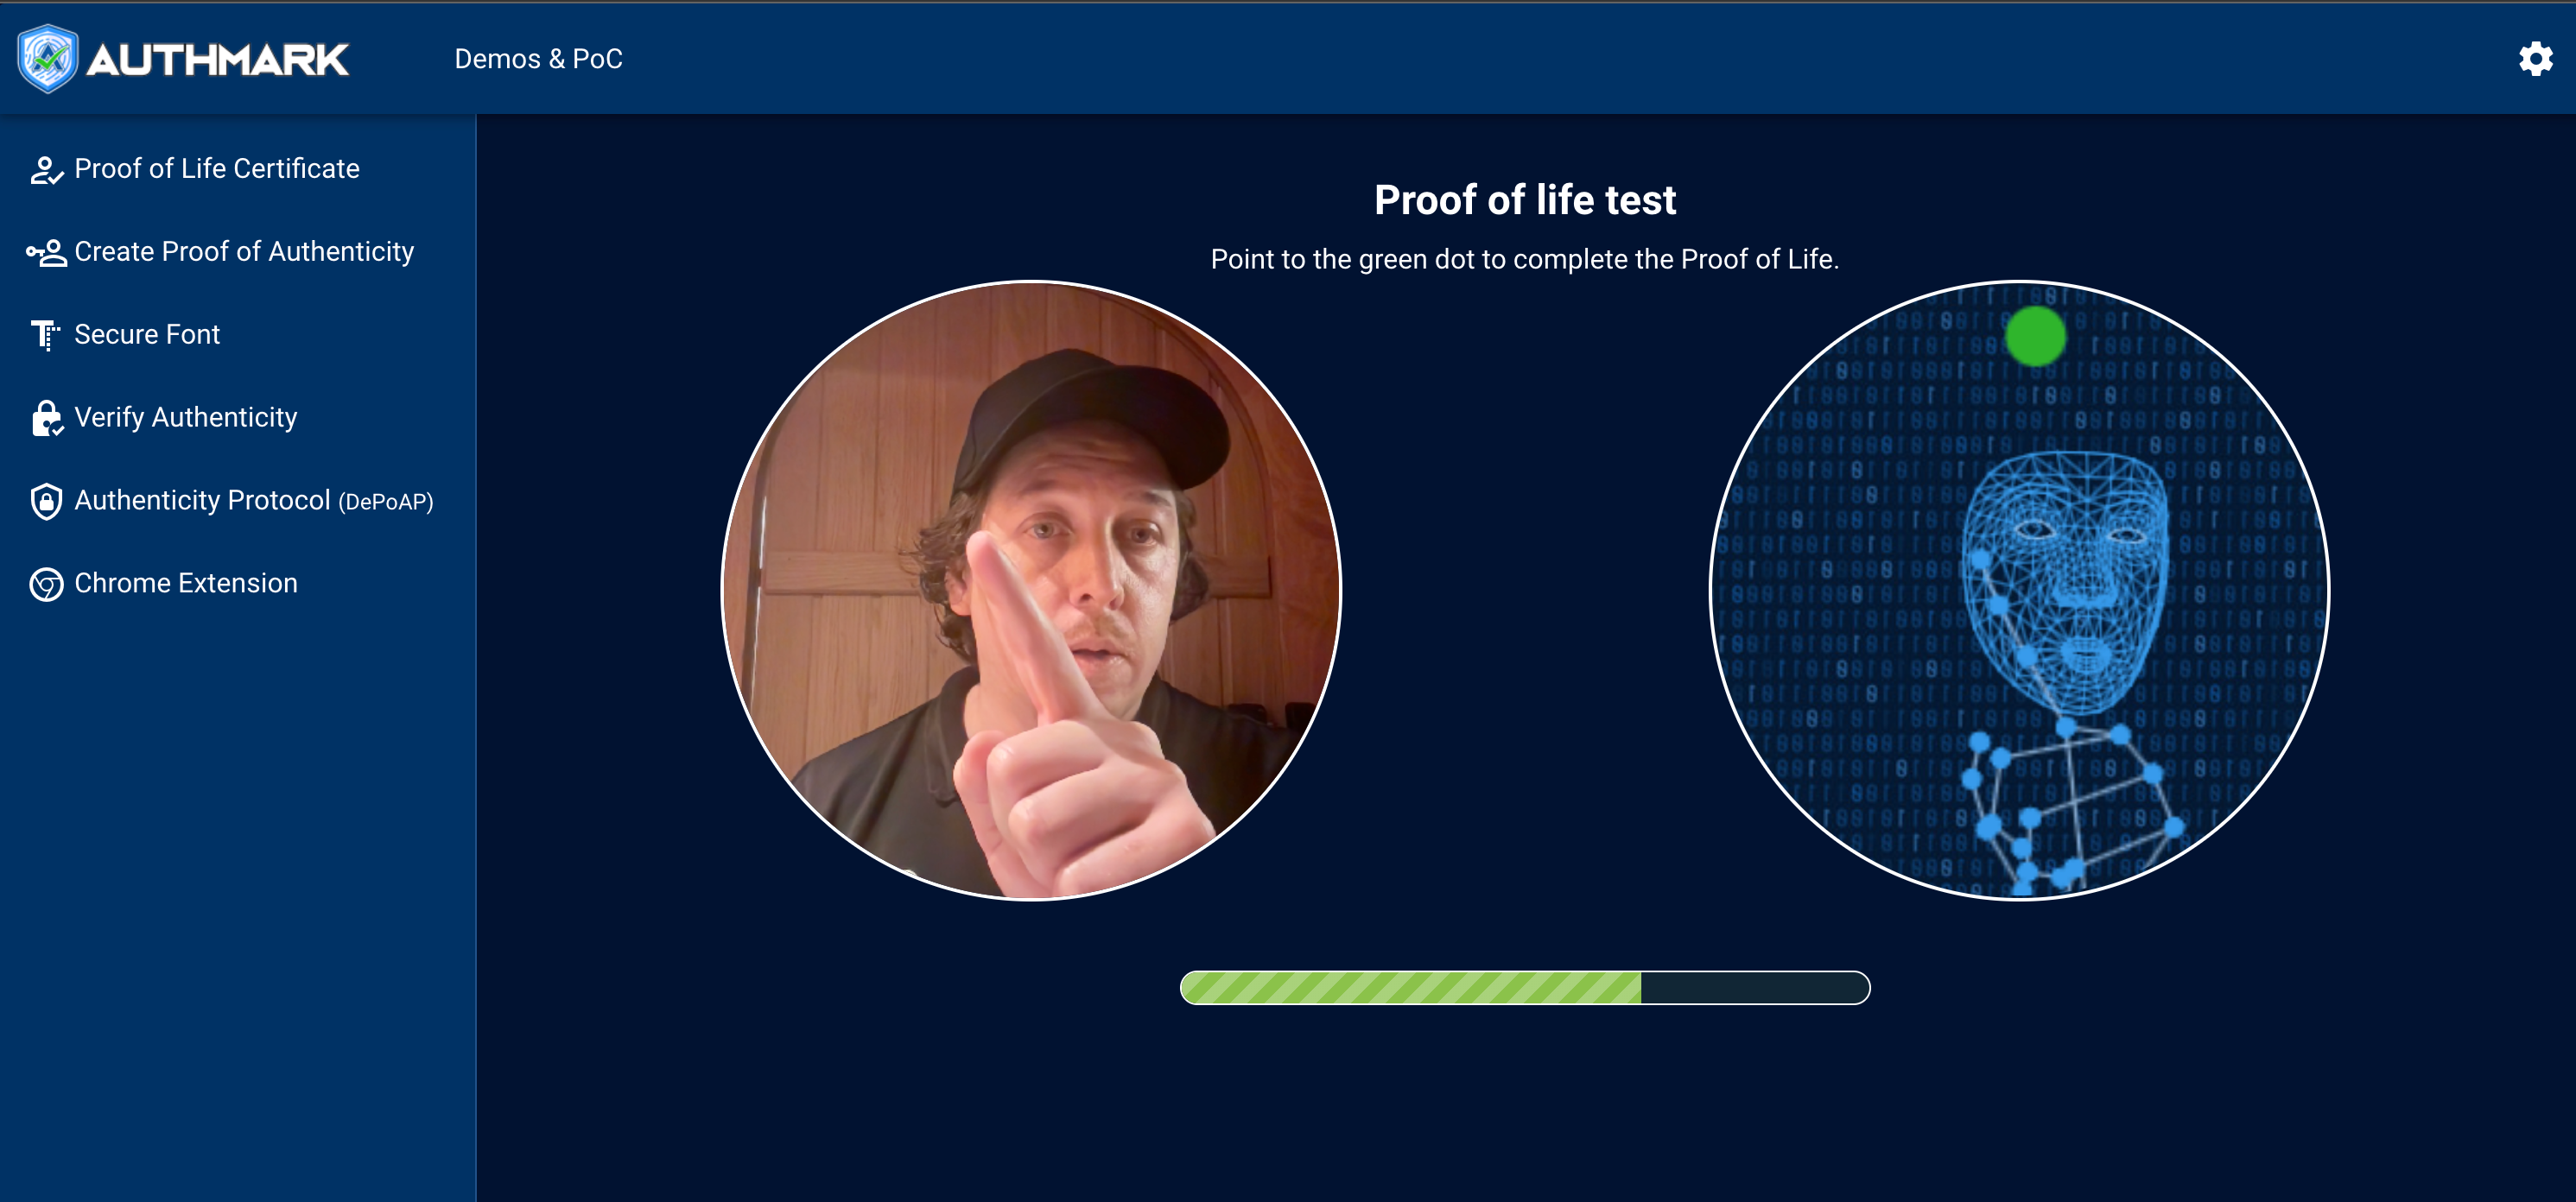 AUTHMARK
Demos & PoC
Proof of Life Certificate
Create Proof of Authenticity
Secure Font
Verify Authenticity
Authenticity Protocol (DePoAP)
Chrome Extension
Proof of life test
Point to the green dot to complete the Proof of Life.